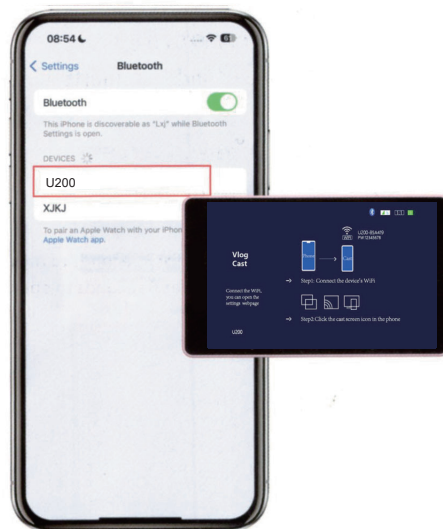 08:54
Settings
Bluetooth
Bluetooth
This iPhone is discoverable as "Lxj" while Bluetooth
Settings is open.
DEVICES
U200
XJKJ
To pair an Apple Watch with your iPhon
Apple Watch app.
Vlog
Cast
Connect the WiFi,
you can open the
settings webpage
U200
Phone
Cast
→ Step1: Connect the device's WiFi
→ Step2:Click the cast screen icon in the phone